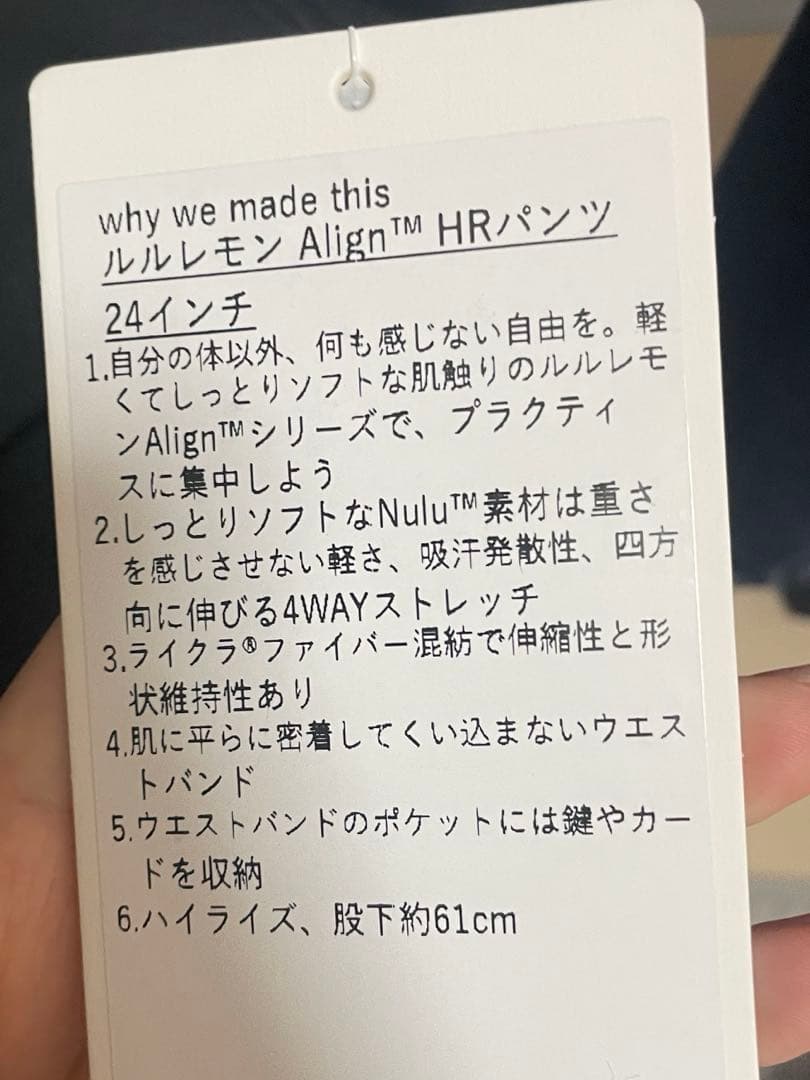 why we made this
ルルレモン Align™ HRパンツ
24インチ
1.自分の体以外、何も感じない自由を。軽
くてしっとりソフトな肌触りのルルレモ
ンAlign™シリーズで、プラクティ
スに集中しよう
2.しっとりソフトなNulu™素材は重さ
を感じさせない軽さ、吸汗発散性、四方
向に伸びる4WAYストレッチ
3.ライクラ®ファイバー混紡で伸縮性と形
状維持性あり
4.肌に平らに密着してくい込まないウエス
トバンド
5.ウエストバンドのポケットには鍵やカー
ドを収納
6.ハイライズ、股下約61cm